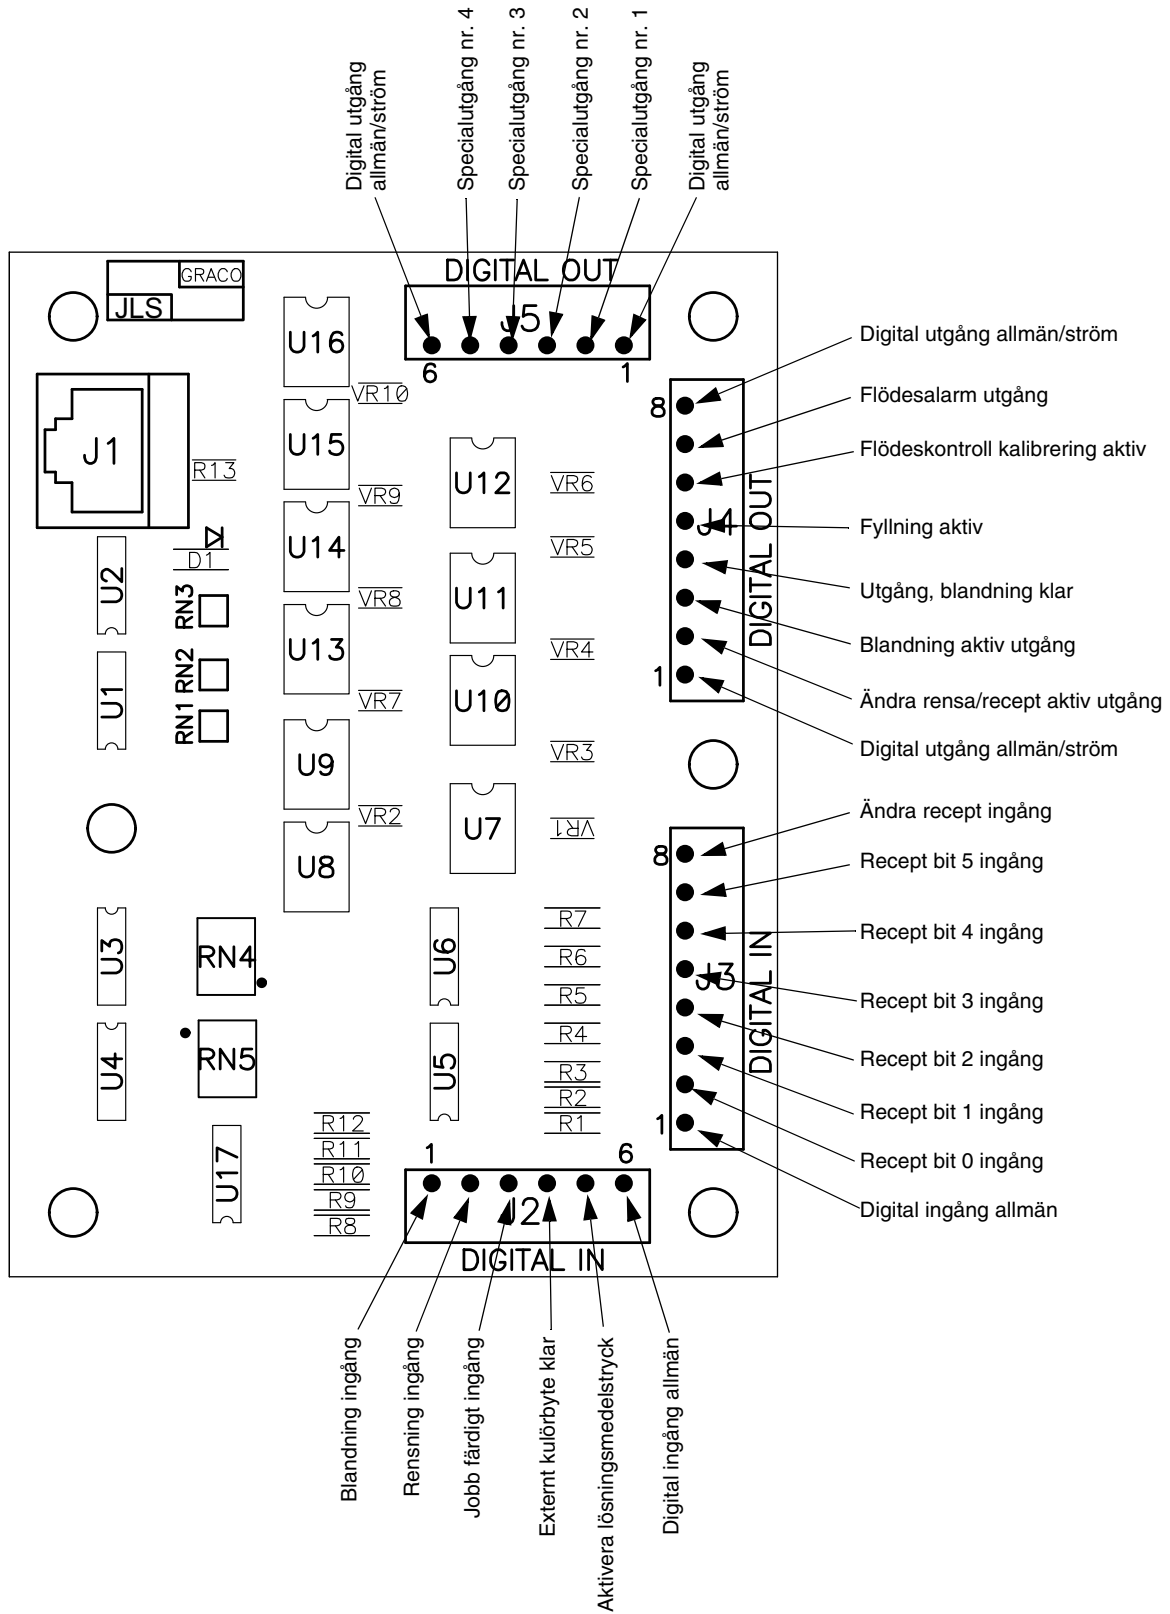 Digital utgång
allmän/ström
Specialutgång nr. 4
Specialutgång nr. 3
Specialutgång nr. 2
Specialutgång nr. 1
Digital utgång
allmän/ström
GRACO
JLS
DIGITAL OUT
J5
6
1
U16
VR10
J1
R13
U15
VR9
U12
VR6
U14
VR8
VR5
D1
U2
RN3
U11
U13
VR7
VR4
U1
RN2
RN1
U10
VR3
U9
VR2
U7
VR1
U8
8
J4
DIGITAL OUT
1
Digital utgång allmän/ström
Flödesalarm utgång
Flödeskontroll kalibrering aktiv
Fyllning aktiv
Utgång, blandning klar
Blandning aktiv utgång
Ändra rensa/recept aktiv utgång
Digital utgång allmän/ström
8
J3
DIGITAL IN
1
Ändra recept ingång
Recept bit 5 ingång
Recept bit 4 ingång
Recept bit 3 ingång
Recept bit 2 ingång
Recept bit 1 ingång
Recept bit 0 ingång
Digital ingång allmän
U3
RN4
U6
R7
R6
R5
U4
RN5
U5
R4
R3
R2
R1
R12
R11
R10
R9
R8
U17
1
6
J2
DIGITAL IN
Blandning ingång
Rensning ingång
Jobb färdigt ingång
Externt kulörbyte klar
Aktivera lösningsmedelstryck
Digital ingång allmän